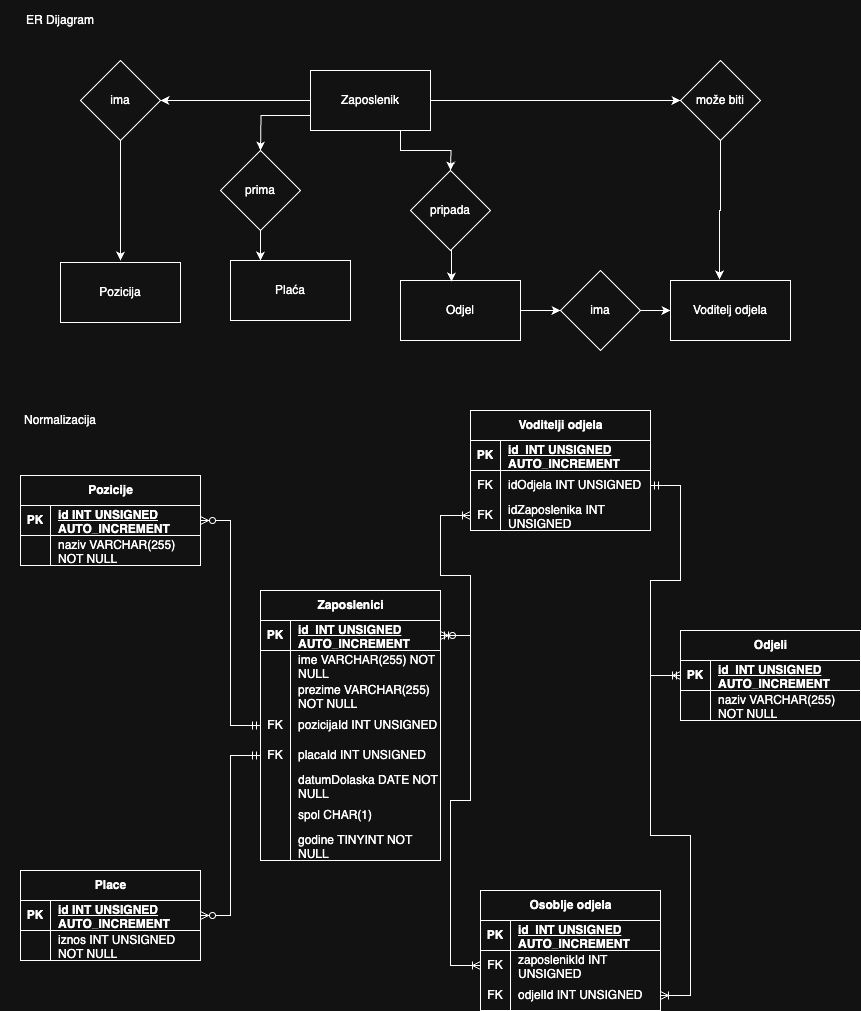 ER Dijagram
ima
Zaposlenik
može biti
prima
pripada
Pozicija
Plaća
Odjel
ima
Voditelj odjela
Normalizacija
Voditelji odjela
PK
id INT UNSIGNED
AUTO_INCREMENT
FK
idOdjela INT UNSIGNED
FK
idZaposlenika INT
UNSIGNED
Pozicije
PK
id INT UNSIGNED
AUTO_INCREMENT
naziv VARCHAR(255)
NOT NULL
Zaposlenici
PK
id INT UNSIGNED
AUTO_INCREMENT
ime VARCHAR(255) NOT
NULL
prezime VARCHAR(255)
NOT NULL
FK
pozicijaId INT UNSIGNED
FK
placaId INT UNSIGNED
datumDolaska DATE NOT
NULL
spol CHAR(1)
godine TINYINT NOT
NULL
Odjeli
PK
id INT UNSIGNED
AUTO_INCREMENT
naziv VARCHAR(255)
NOT NULL
Place
PK
id INT UNSIGNED
AUTO_INCREMENT
iznos INT UNSIGNED
NOT NULL
Osoblje odjela
PK
id INT UNSIGNED
AUTO_INCREMENT
FK
zaposlenikId INT
UNSIGNED
FK
odjelId INT UNSIGNED